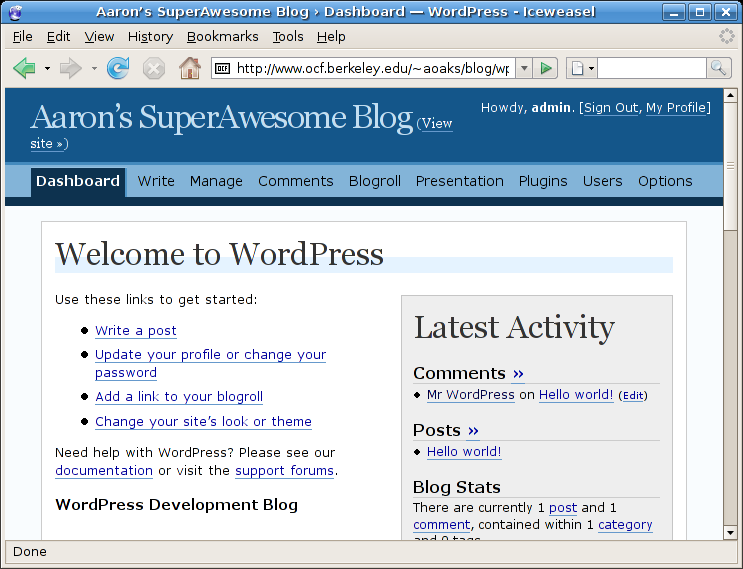 Aaron's SuperAwesome Blog › Dashboard — WordPress - Iceweasel
File Edit View History Bookmarks Tools Help
OCF http://www.ocf.berkeley.edu/~aoaks/blog/wp
Aaron's SuperAwesome Blog (View
site »)
Howdy, admin. [Sign Out, My Profile]
Dashboard Write Manage Comments Blogroll Presentation Plugins Users Options
Welcome to WordPress
Use these links to get started:
Write a post
Update your profile or change your
password
Add a link to your blogroll
Change your site's look or theme
Need help with WordPress? Please see our
documentation or visit the support forums.
WordPress Development Blog
Latest Activity
Comments »
Mr WordPress on Hello world! (Edit)
Posts »
Hello world!
Blog Stats
There are currently 1 post and 1
comment, contained within 1 category
and 0 tags
Done